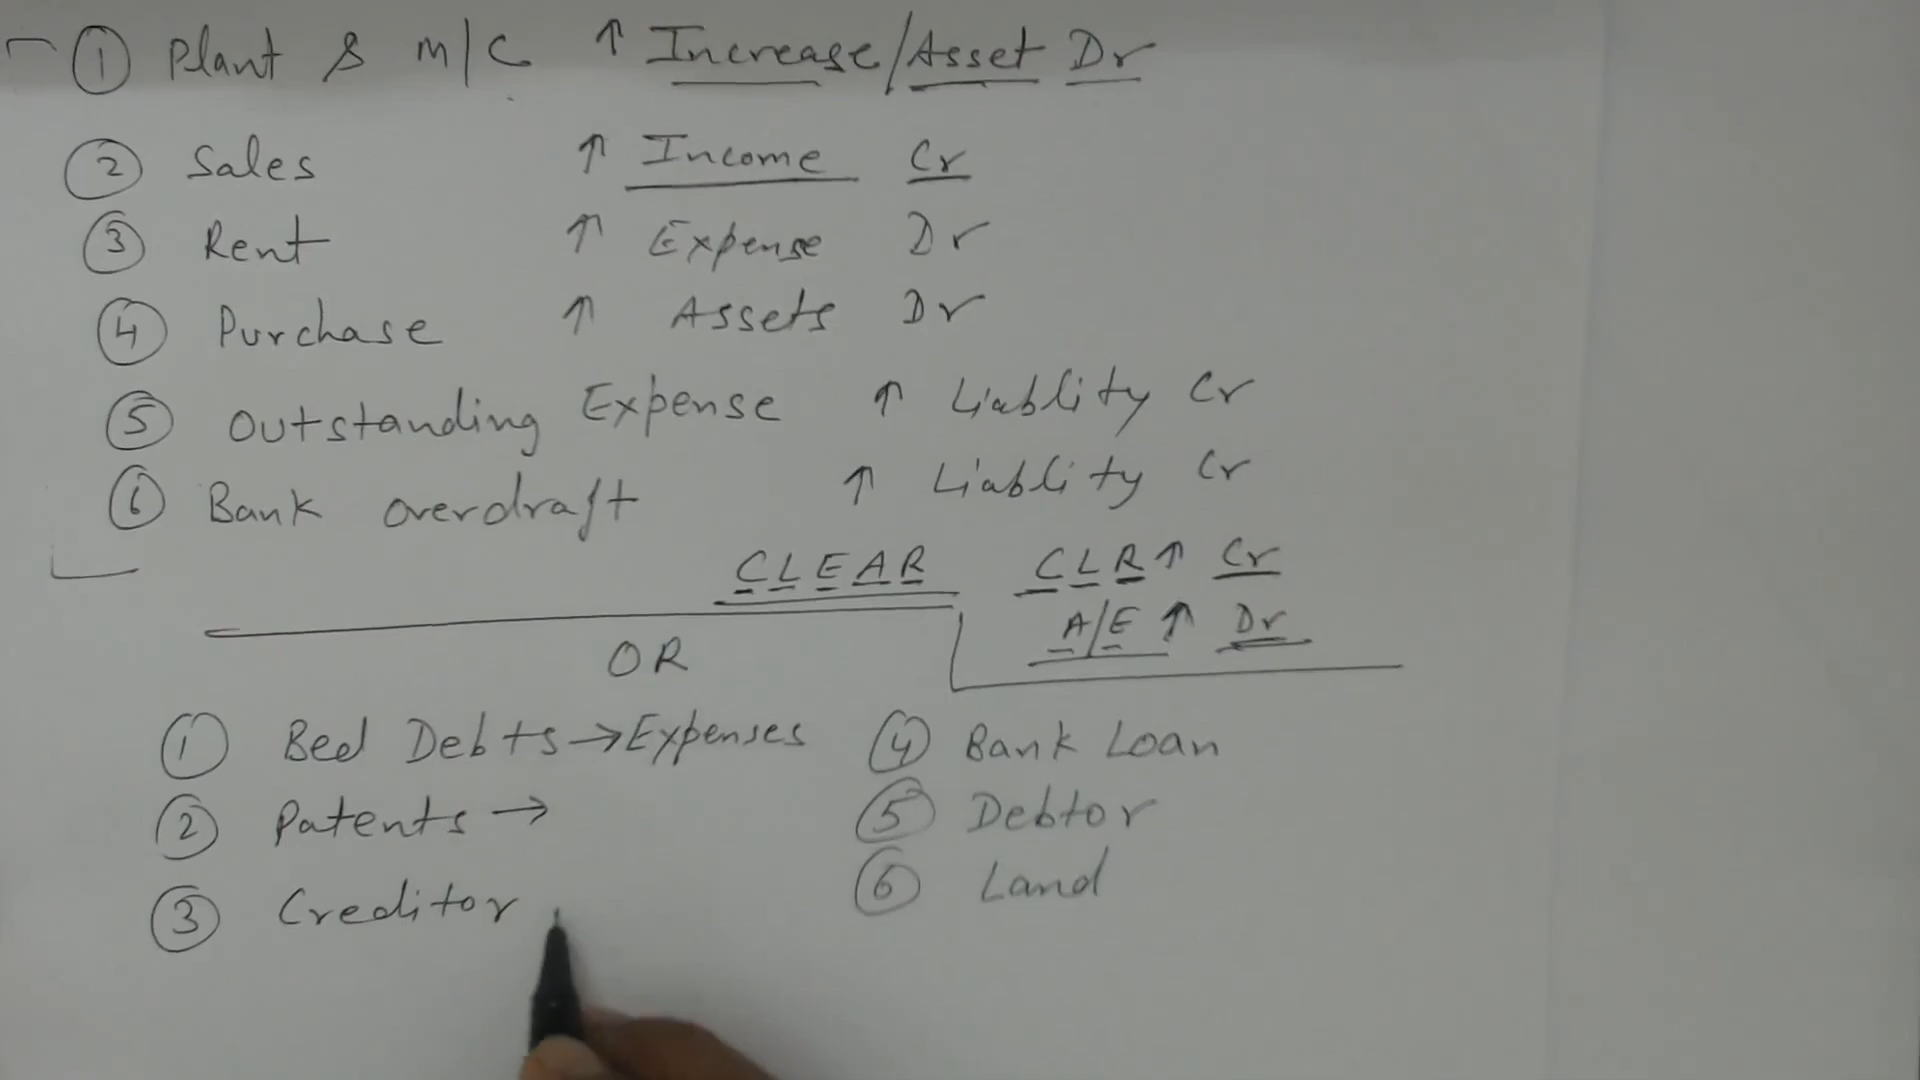 ① Plant & M/C ↑ Increase/Asset Dr
② Sales ↑ Income Cr
③ Rent ↑ Expense Dr
④ Purchase ↑ Assets Dr
⑤ Outstanding Expense ↑ Liablity Cr
⑥ Bank overdraft ↑ Liablity Cr
CLEAR
CLR ↑ Cr
A/E ↑ Dr
OR
① Bed Debts → Expenses
② Patents →
③ Creditor
④ Bank Loan
⑤ Debtor
⑥ Land